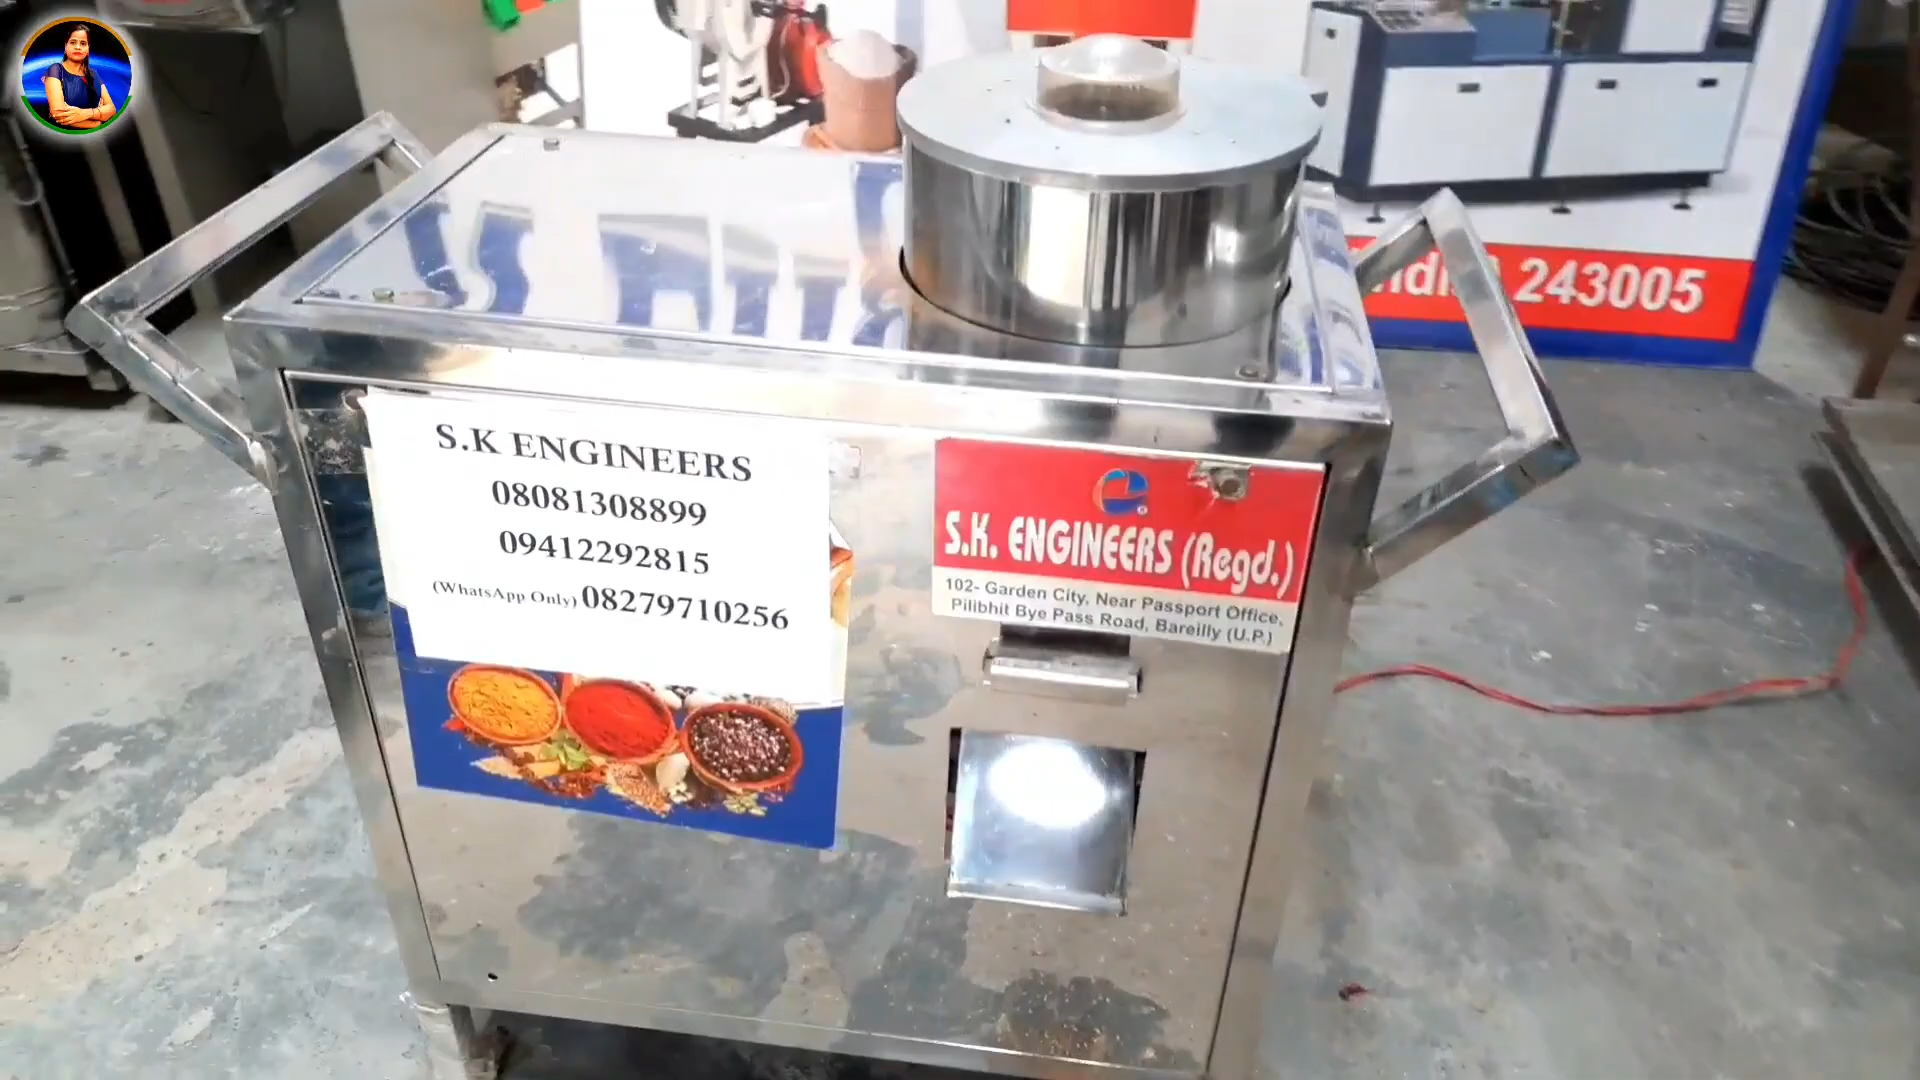 S.K ENGINEERS
08081308899
09412292815
(WhatsApp Only) 08279710256
S.K. ENGINEERS (Regd.)
102- Garden City, Near Passport Office,
Pilibhit Bye Pass Road, Bareilly (U.P.)
243005